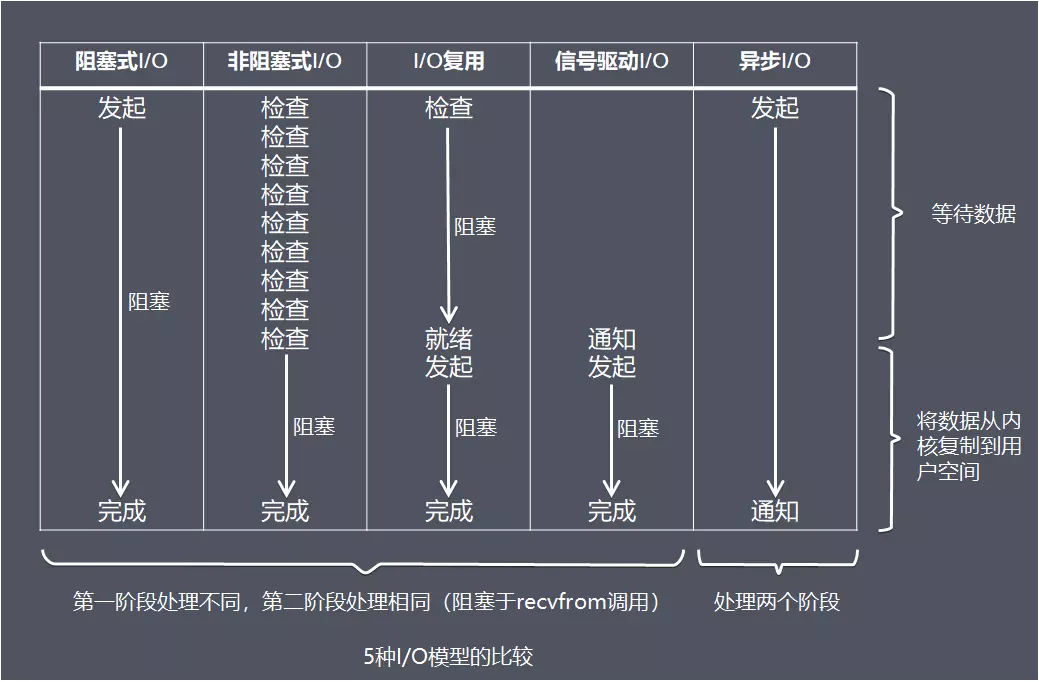 阻塞式I/O 非阻塞式I/O I/O复用 信号驱动I/O 异步I/O
发起 检查 检查 发起
检查
检查
检查
检查
检查
检查
检查
检查 就绪 通知
发起 发起
阻塞
阻塞
阻塞 阻塞 阻塞
完成 完成 完成 完成 通知
等待数据
将数据从内
核复制到用
户空间
第一阶段处理不同，第二阶段处理相同（阻塞于recvfrom调用）
处理两个阶段
5种I/O模型的比较